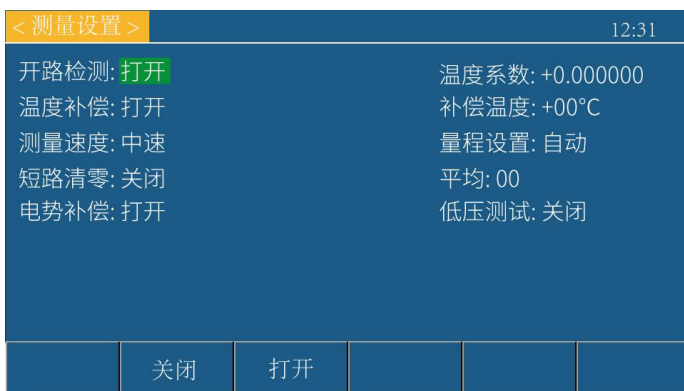 <测量设置>
12:31
开路检测:打开
温度系数:+0.000000
温度补偿:打开
补偿温度:+00°C
测量速度:中速
量程设置:自动
短路清零:关闭
平均:00
电势补偿:打开
低压测试:关闭
关闭
打开